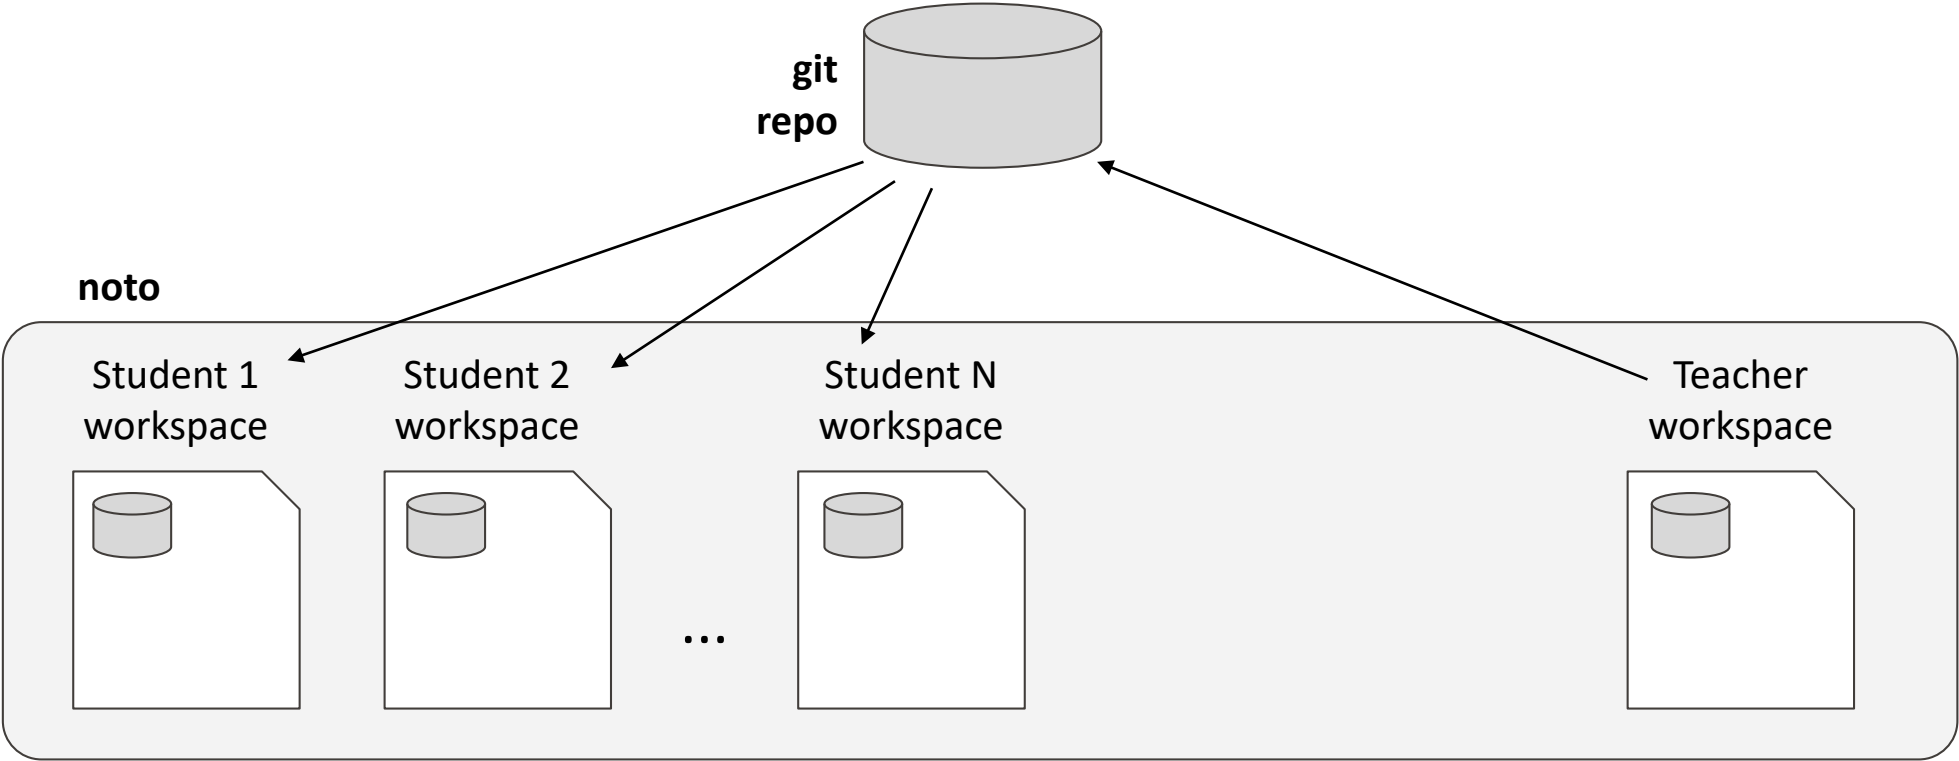 git
repo
noto
Student 1
workspace
Student 2
workspace
Student N
workspace
Teacher
workspace
...